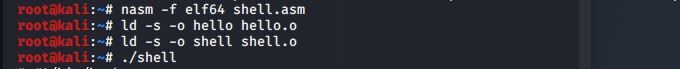 root@kali:~# nasm -f elf64 shell.asm
root@kali:~# ld -s -o hello hello.o
root@kali:~# ld -s -o shell shell.o
root@kali:~# ./shell